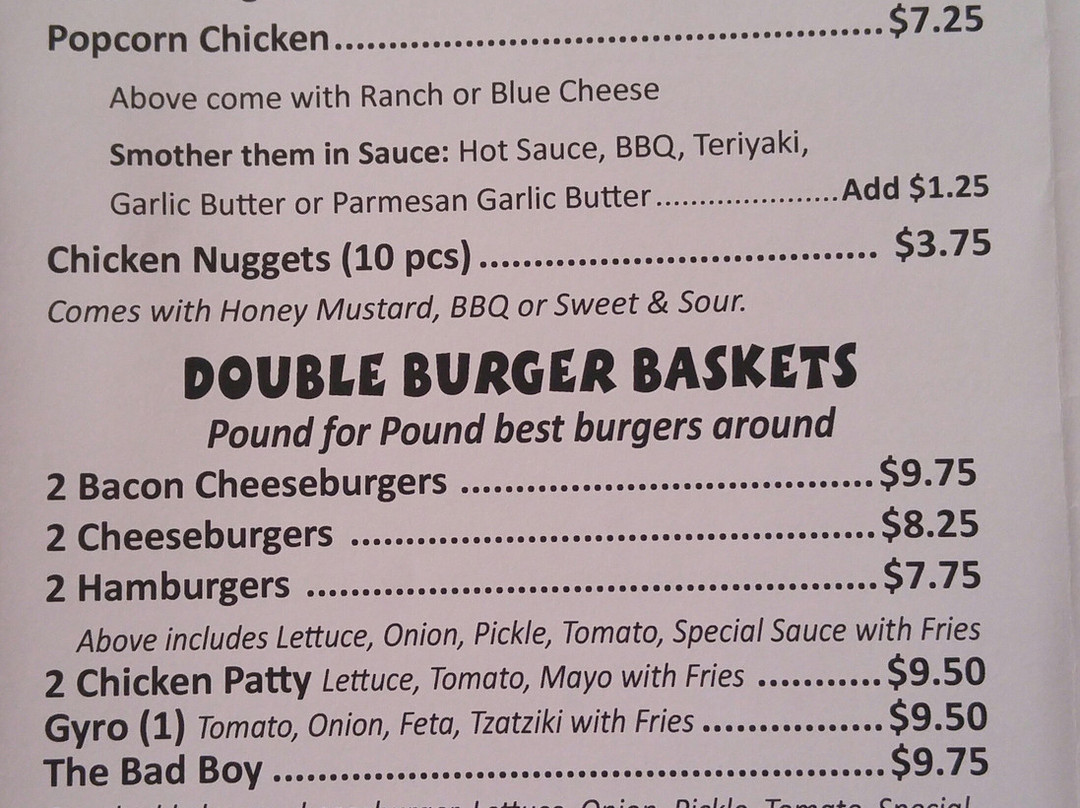 Popcorn Chicken....................................................$7.25
Above come with Ranch or Blue Cheese
Smother them in Sauce: Hot Sauce, BBQ, Teriyaki,
Garlic Butter or Parmesan Garlic Butter....................Add $1.25
Chicken Nuggets (10 pcs)...................................... $3.75
Comes with Honey Mustard, BBQ or Sweet & Sour.
DOUBLE BURGER BASKETS
Pound for Pound best burgers around
2 Bacon Cheeseburgers .......................................$9.75
2 Cheeseburgers ..................................................$8.25
2 Hamburgers ......................................................$7.75
Above includes Lettuce, Onion, Pickle, Tomato, Special Sauce with Fries
2 Chicken Patty Lettuce, Tomato, Mayo with Fries ............$9.50
Gyro (1) Tomato, Onion, Feta, Tzatziki with Fries .................$9.50
The Bad Boy ..........................................................$9.75
Lettuce, Onion, Pickle, Tomato, Special